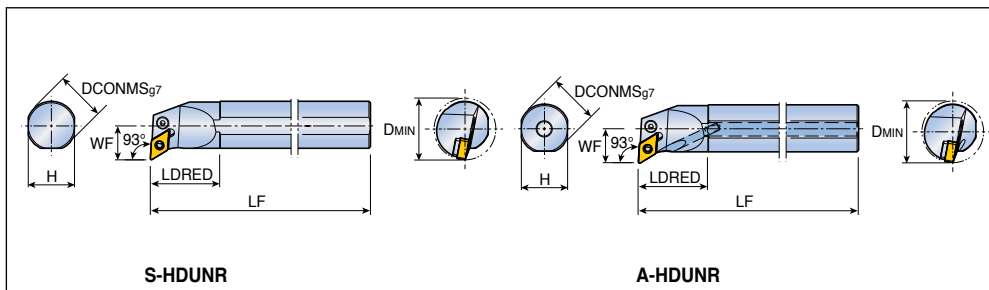 DCONMSg7
WF
93°
H
LDRED
LF
DMIN
S-HDUNR
DCONMSg7
WF
93°
H
LDRED
LF
DMIN
A-HDUNR